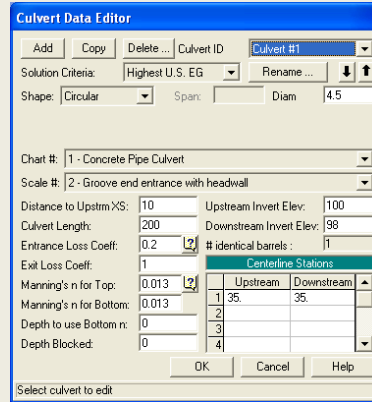 Culvert Data Editor
Add Copy Delete ... Culvert ID Culvert #1
Solution Criteria: Highest U.S. EG Rename ...
Shape: Circular Span: Diam 4.5
Chart #: 1 - Concrete Pipe Culvert
Scale #: 2 - Groove end entrance with headwall
Distance to Upstrm XS: 10 Upstream Invert Elev: 100
Culvert Length: 200 Downstream Invert Elev: 98
Entrance Loss Coeff: 0.2 # identical barrels : 1
Exit Loss Coeff: 1 Centerline Stations
Manning's n for Top: 0.013 Upstream Downstream
Manning's n for Bottom: 0.013 1 35. 35.
Depth to use Bottom n: 0 2
Depth Blocked: 0 3
4
OK Cancel Help
Select culvert to edit